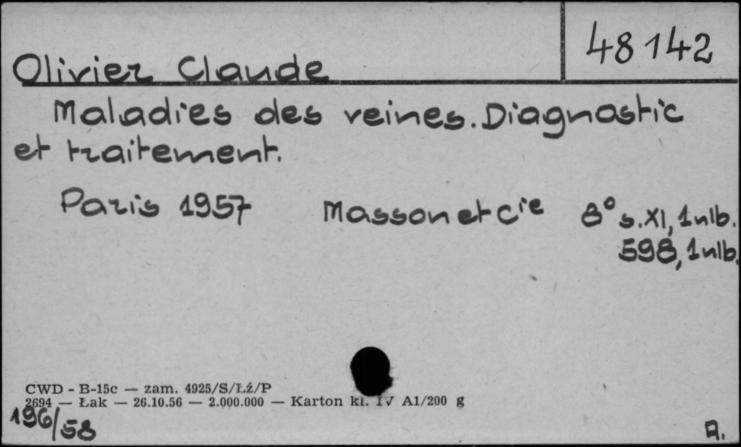 48142
Olivier Claude
Maladies des veines. Diagnostic
et traitement.
Paris 1957 Masson et Cie 8° s. XI, 1 nlb.
598, 1 nlb.
CWD - B-15c — zam. 4925/S/Łż/P
2694 — Łak — 26.10.56 — 2.000.000 — Karton kl. IV A1/200 g
196/58
A.